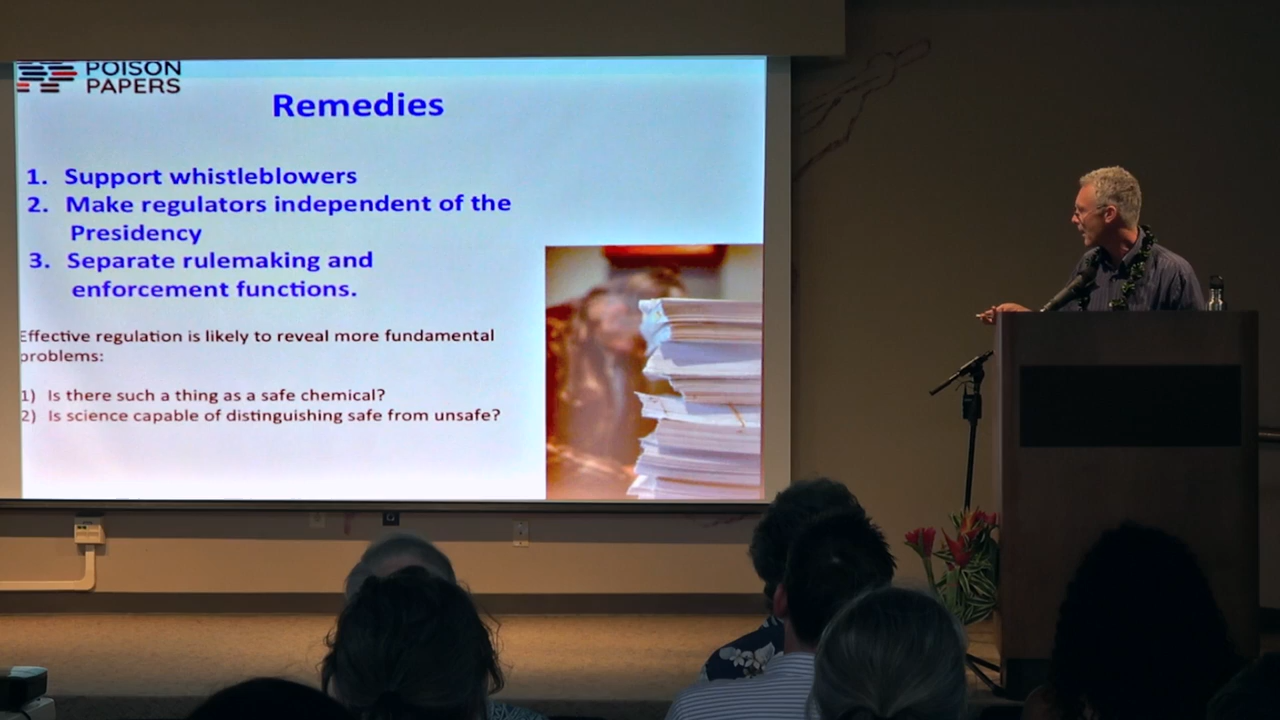 POISON
PAPERS
Remedies
1. Support whistleblowers
2. Make regulators independent of the
Presidency
3. Separate rulemaking and
enforcement functions.
Effective regulation is likely to reveal more fundamental
problems:
1) Is there such a thing as a safe chemical?
2) Is science capable of distinguishing safe from unsafe?